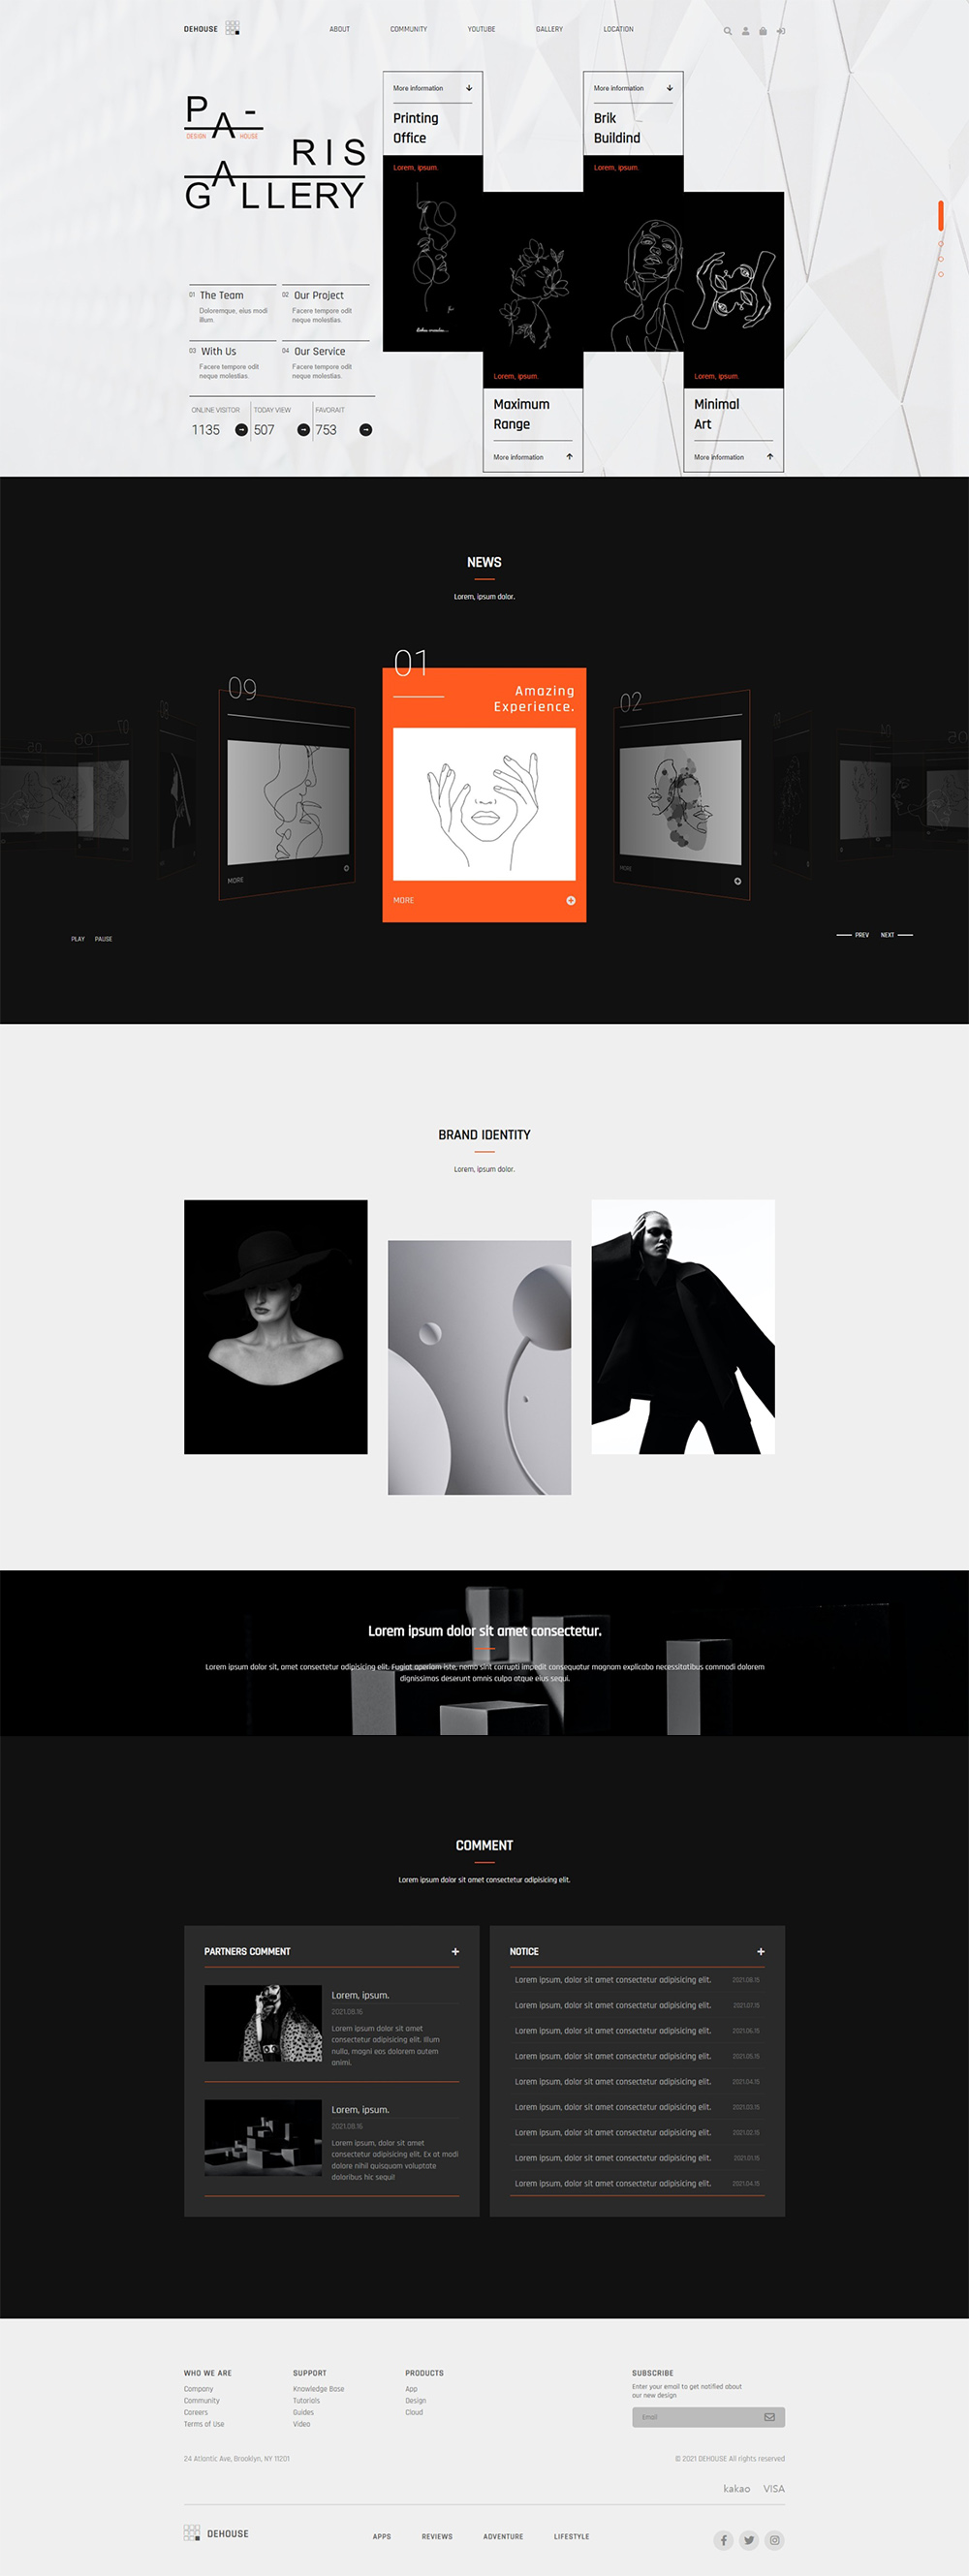 DEHOUSE
ABOUT COMMUNITY YOUTUBE GALLERY LOCATION
PA-
DESIGN HOUSE
RIS
GALLERY
More information
Printing
Office
Lorem, ipsum.
More information
Brik
Buildind
Lorem, ipsum.
01 The Team
Doloremque, eius modi
illum.
02 Our Project
Facere tempore odit
neque molestias.
03 With Us
Facere tempore odit
neque molestias.
04 Our Service
Facere tempore odit
neque molestias.
ONLINE VISITOR
1135
TODAY VIEW
507
FAVORAIT
753
Lorem, ipsum.
Maximum
Range
More information
Lorem, ipsum.
Minimal
Art
More information
NEWS
Lorem, ipsum dolor.
09
MORE
01
Amazing
Experience.
MORE
02
MORE
PLAY PAUSE
PREV NEXT
BRAND IDENTITY
Lorem, ipsum dolor.
Lorem ipsum dolor sit amet consectetur.
Lorem ipsum dolor sit, amet consectetur adipisicing elit. Fugiat aperiam iste, nemo sint corrupti impedit consequatur magnam explicabo necessitatibus commodi dolorem
dignissimos deserunt omnis culpa atque eius sequi.
COMMENT
Lorem ipsum dolor sit amet consectetur adipisicing elit.
PARTNERS COMMENT
Lorem, ipsum.
2021.08.16
Lorem ipsum dolor sit amet
consectetur adipisicing elit. Illum
nulla, magni eos dolorem autem
animi.
Lorem, ipsum.
2021.08.16
Lorem ipsum, dolor sit amet
consectetur adipisicing elit. Ex at modi
dolore nihil quisquam voluptate
doloribus hic sequi!
NOTICE
Lorem ipsum, dolor sit amet consectetur adipisicing elit. 2021.08.15
Lorem ipsum, dolor sit amet consectetur adipisicing elit. 2021.07.15
Lorem ipsum, dolor sit amet consectetur adipisicing elit. 2021.06.15
Lorem ipsum, dolor sit amet consectetur adipisicing elit. 2021.05.15
Lorem ipsum, dolor sit amet consectetur adipisicing elit. 2021.04.15
Lorem ipsum, dolor sit amet consectetur adipisicing elit. 2021.03.15
Lorem ipsum, dolor sit amet consectetur adipisicing elit. 2021.02.15
Lorem ipsum, dolor sit amet consectetur adipisicing elit. 2021.01.15
Lorem ipsum, dolor sit amet consectetur adipisicing elit. 2021.04.15
WHO WE ARE
Company
Community
Careers
Terms of Use
SUPPORT
Knowledge Base
Tutorials
Guides
Video
PRODUCTS
App
Design
Cloud
SUBSCRIBE
Enter your email to get notified about
our new design
Email
24 Atlantic Ave, Brooklyn, NY 11201
© 2021 DEHOUSE All rights reserved
kakao VISA
DEHOUSE
APPS REVIEWS ADVENTURE LIFESTYLE